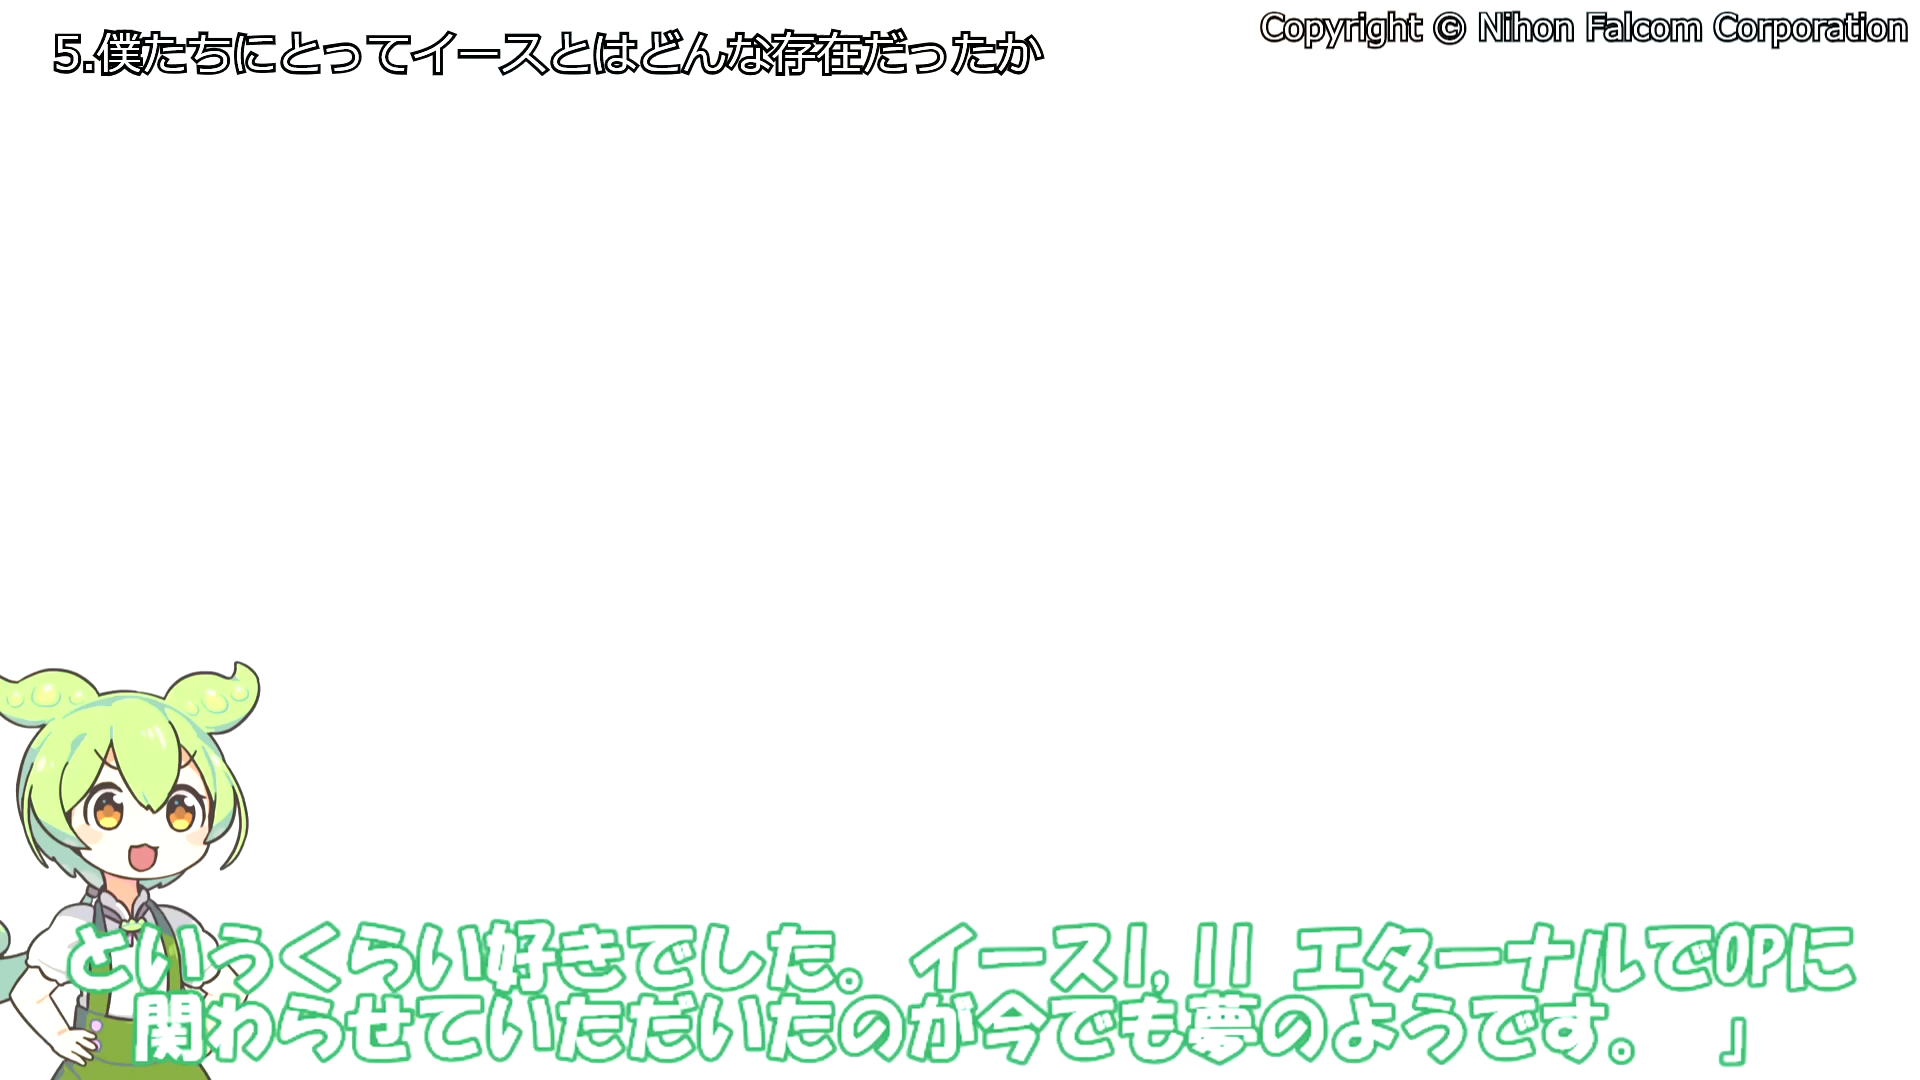 5.僕たちにとってイースとはどんな存在だったか
Copyright © Nihon Falcom Corporation
というくらい好きでした。イースI,II エターナルでOPに
関わらせていただいたのが今でも夢のようです。 」